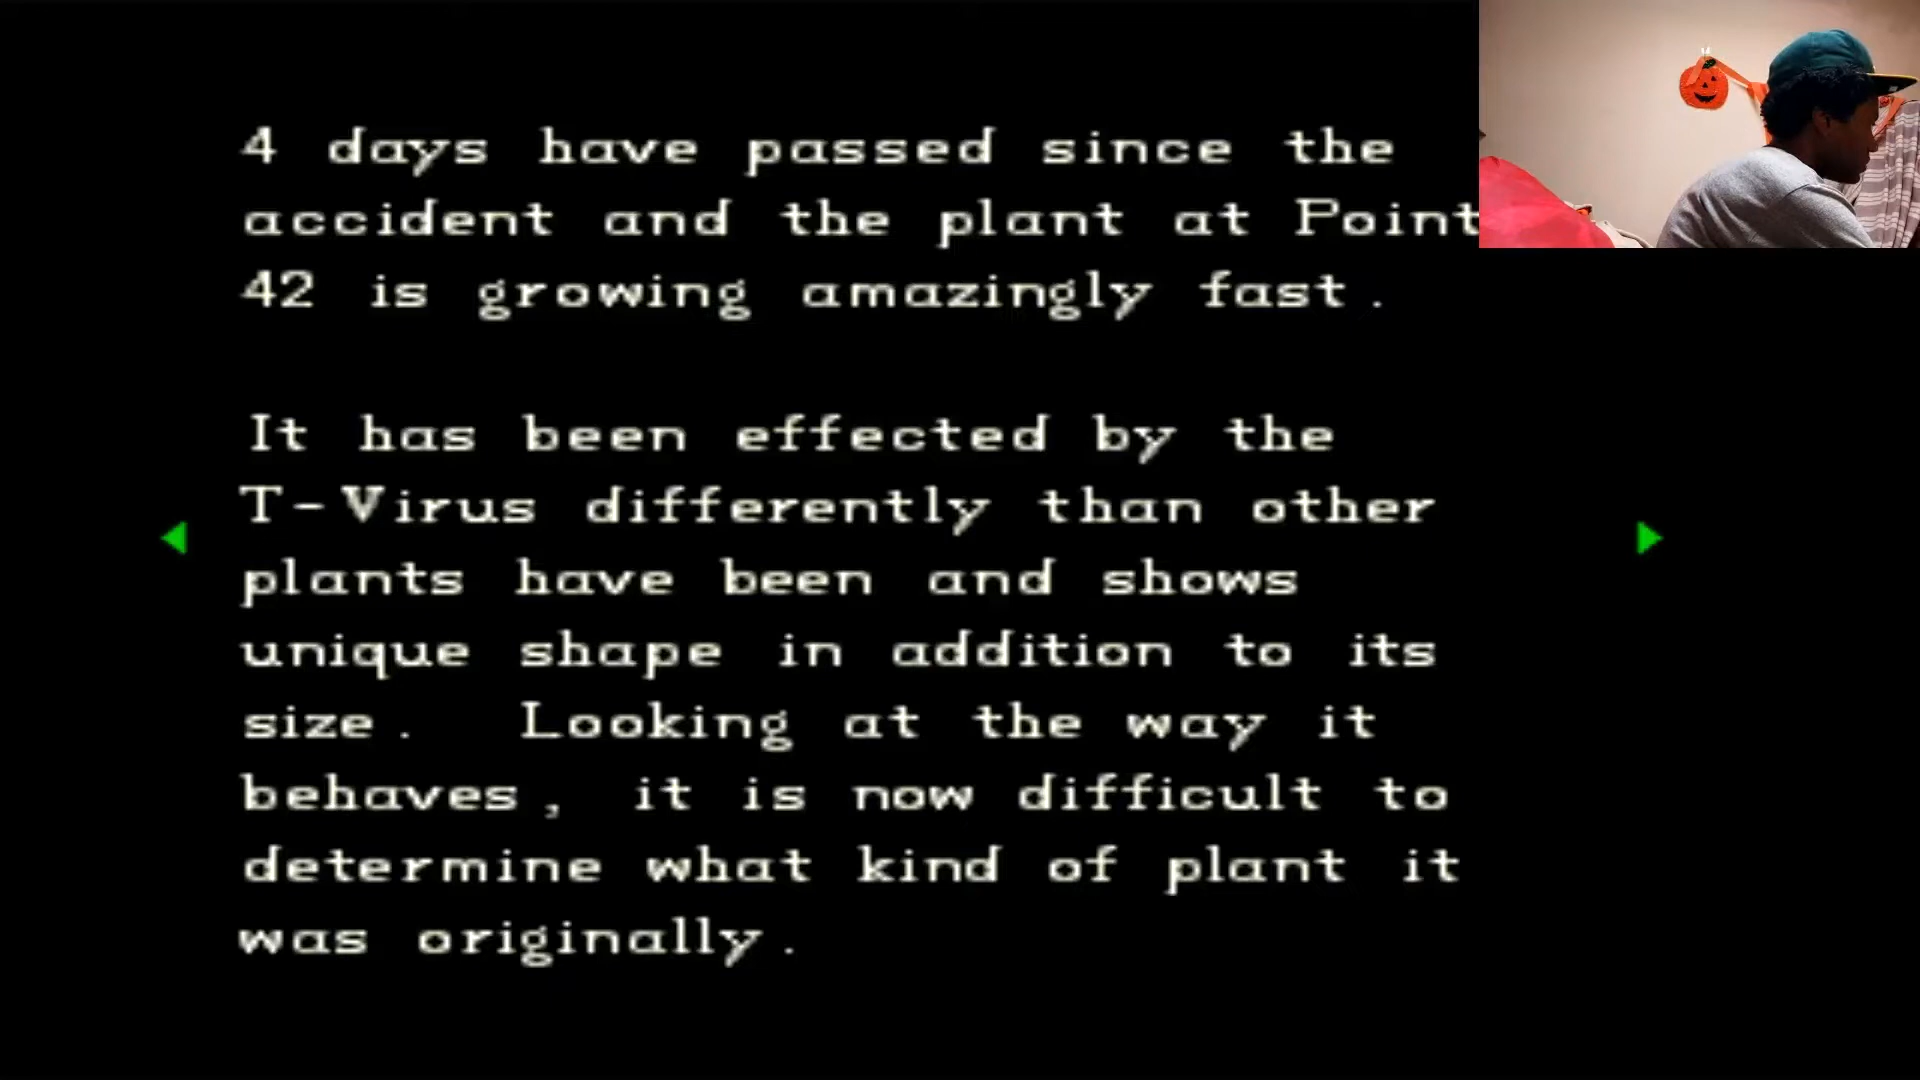 4 days have passed since the
accident and the plant at Point
42 is growing amazingly fast.
It has been effected by the
T-Virus differently than other
plants have been and shows
unique shape in addition to its
size. Looking at the way it
behaves, it is now difficult to
determine what kind of plant it
was originally.